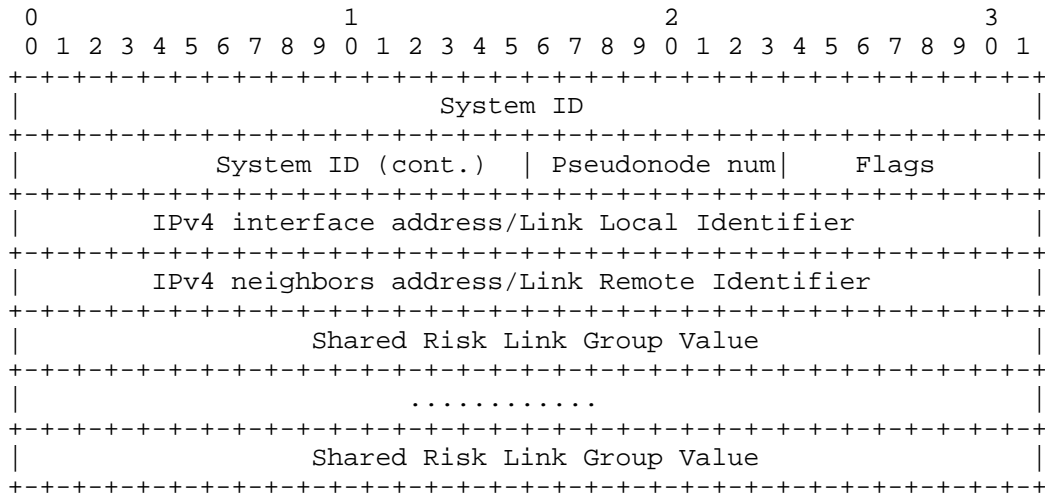 0                   1                   2                   3
 0 1 2 3 4 5 6 7 8 9 0 1 2 3 4 5 6 7 8 9 0 1 2 3 4 5 6 7 8 9 0 1
+-+-+-+-+-+-+-+-+-+-+-+-+-+-+-+-+-+-+-+-+-+-+-+-+-+-+-+-+-+-+-+-+
|                          System ID                            |
+-+-+-+-+-+-+-+-+-+-+-+-+-+-+-+-+-+-+-+-+-+-+-+-+-+-+-+-+-+-+-+-+
|            System ID (cont.)  | Pseudonode num|    Flags      |
+-+-+-+-+-+-+-+-+-+-+-+-+-+-+-+-+-+-+-+-+-+-+-+-+-+-+-+-+-+-+-+-+
|        IPv4 interface address/Link Local Identifier           |
+-+-+-+-+-+-+-+-+-+-+-+-+-+-+-+-+-+-+-+-+-+-+-+-+-+-+-+-+-+-+-+-+
|        IPv4 neighbors address/Link Remote Identifier          |
+-+-+-+-+-+-+-+-+-+-+-+-+-+-+-+-+-+-+-+-+-+-+-+-+-+-+-+-+-+-+-+-+
|                  Shared Risk Link Group Value                 |
+-+-+-+-+-+-+-+-+-+-+-+-+-+-+-+-+-+-+-+-+-+-+-+-+-+-+-+-+-+-+-+-+
|                        ............                           |
+-+-+-+-+-+-+-+-+-+-+-+-+-+-+-+-+-+-+-+-+-+-+-+-+-+-+-+-+-+-+-+-+
|                  Shared Risk Link Group Value                 |
+-+-+-+-+-+-+-+-+-+-+-+-+-+-+-+-+-+-+-+-+-+-+-+-+-+-+-+-+-+-+-+-+